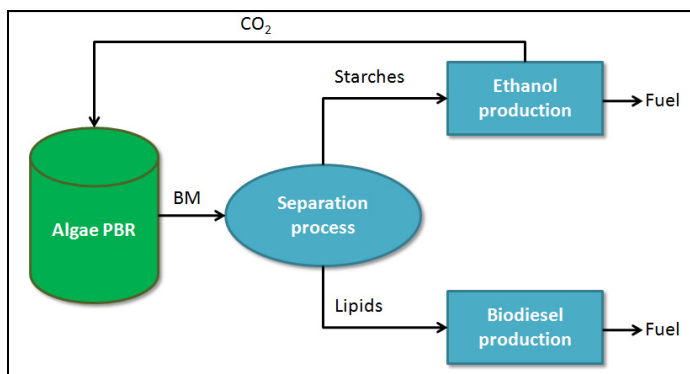 CO₂
Starches
Ethanol
production
Fuel
BM
Algae PBR
Separation
process
Lipids
Biodiesel
production
Fuel